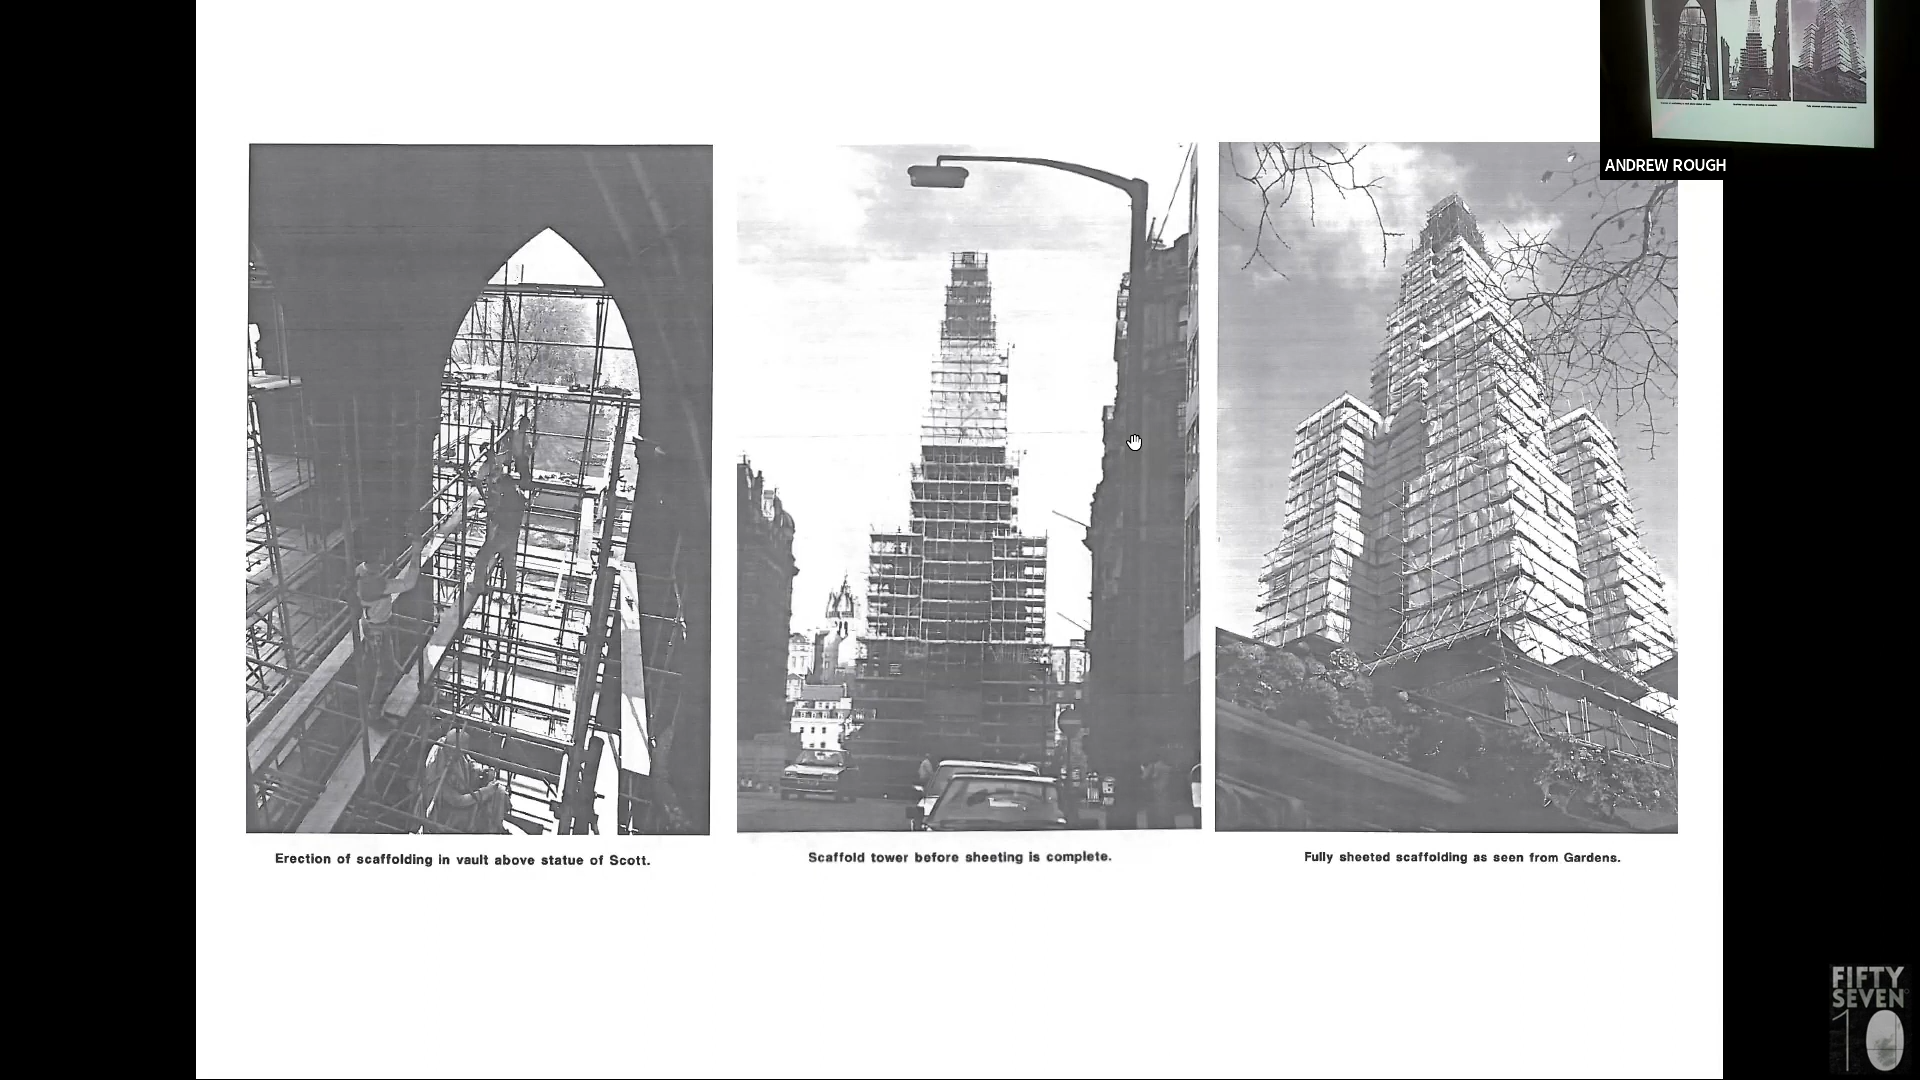 ANDREW ROUGH
Erection of scaffolding in vault above statue of Scott.
Scaffold tower before sheeting is complete.
Fully sheeted scaffolding as seen from Gardens.
FIFTY
SEVEN
10